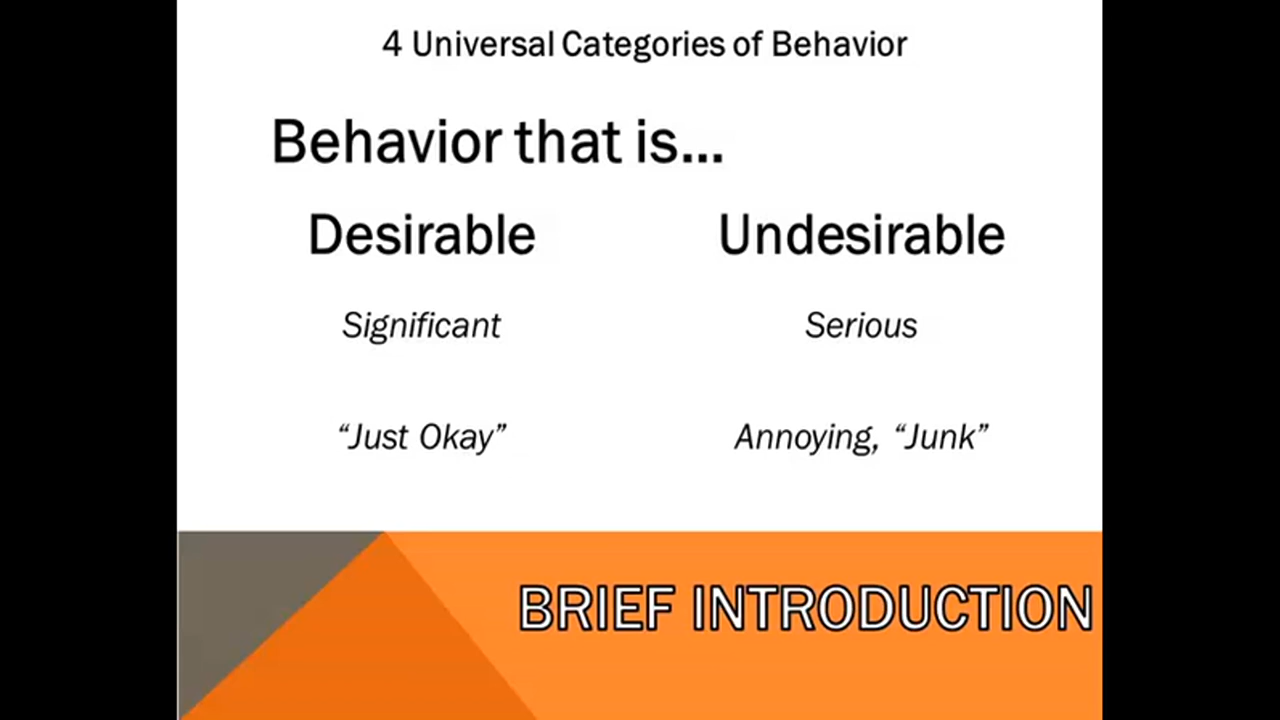 4 Universal Categories of Behavior
Behavior that is...
Desirable Undesirable
Significant Serious
“Just Okay” Annoying, “Junk”
BRIEF INTRODUCTION